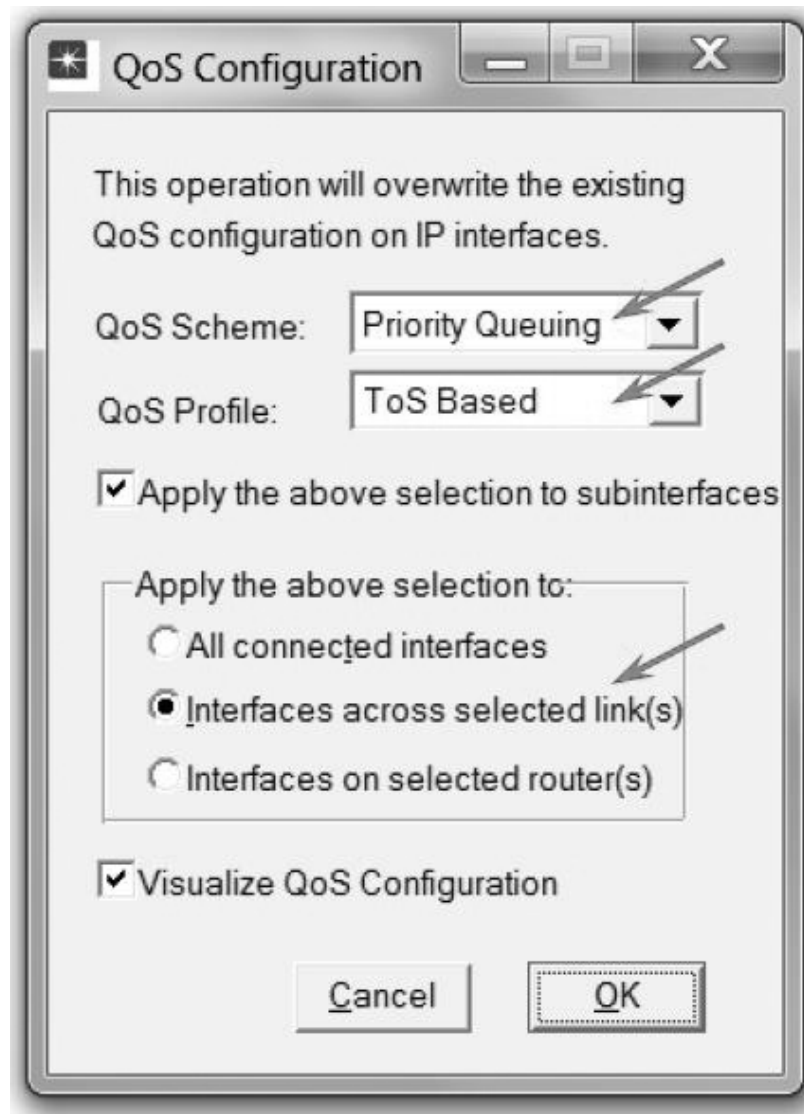 QoS Configuration
This operation will overwrite the existing
QoS configuration on IP interfaces.
QoS Scheme: Priority Queuing
QoS Profile: ToS Based
Apply the above selection to subinterfaces
Apply the above selection to:
All connected interfaces
Interfaces across selected link(s)
Interfaces on selected router(s)
Visualize QoS Configuration
Cancel OK